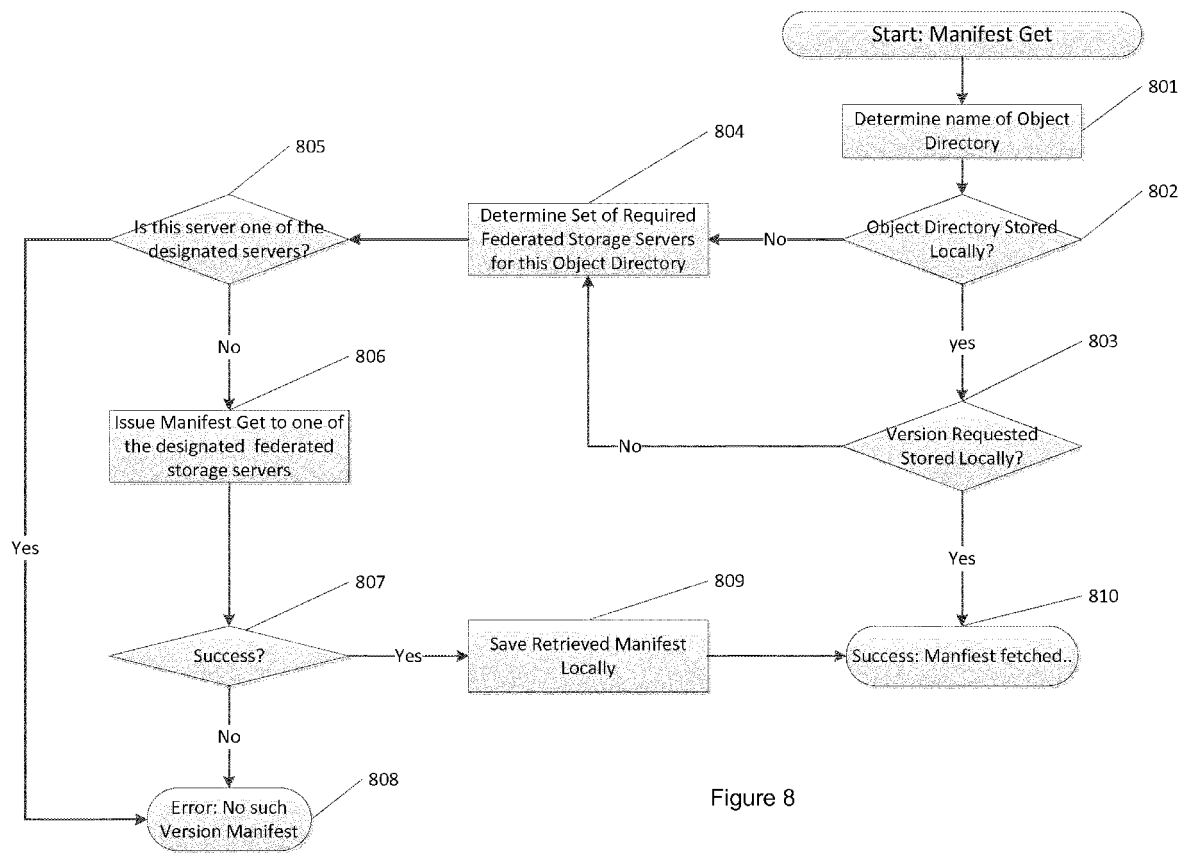 Start: Manifest Get
801
Determine name of Object
Directory
802
Object Directory Stored
Locally?
No
804
Determine Set of Required
Federated Storage Servers
for this Object Directory
805
Is this server one of the
designated servers?
yes
803
Version Requested
Stored Locally?
No
No
806
Issue Manifest Get to one of
the designated federated
storage servers
Yes
Yes
807
Success?
Yes
809
Save Retrieved Manifest
Locally
810
Success: Manfiest fetched..
No
808
Error: No such
Version Manifest
Figure 8